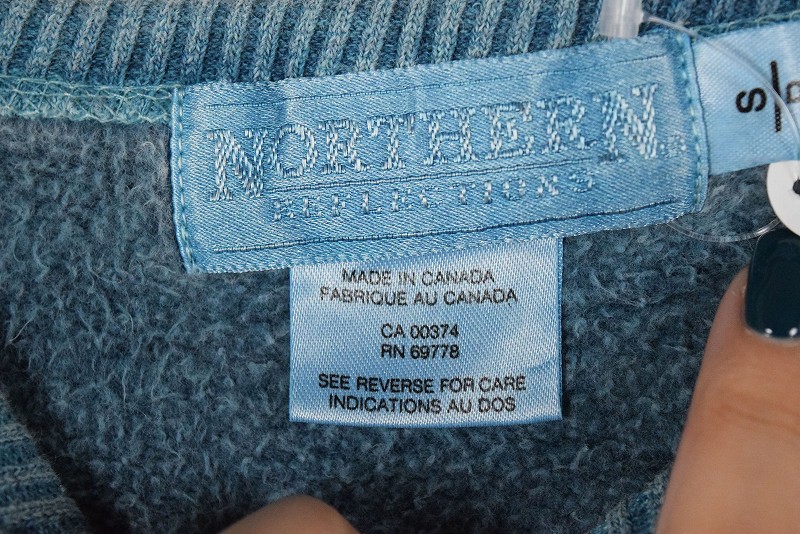 NORTHERN
REFLECTIONS
S/P
MADE IN CANADA
FABRIQUE AU CANADA
CA 00374
RN 69778
SEE REVERSE FOR CARE
INDICATIONS AU DOS